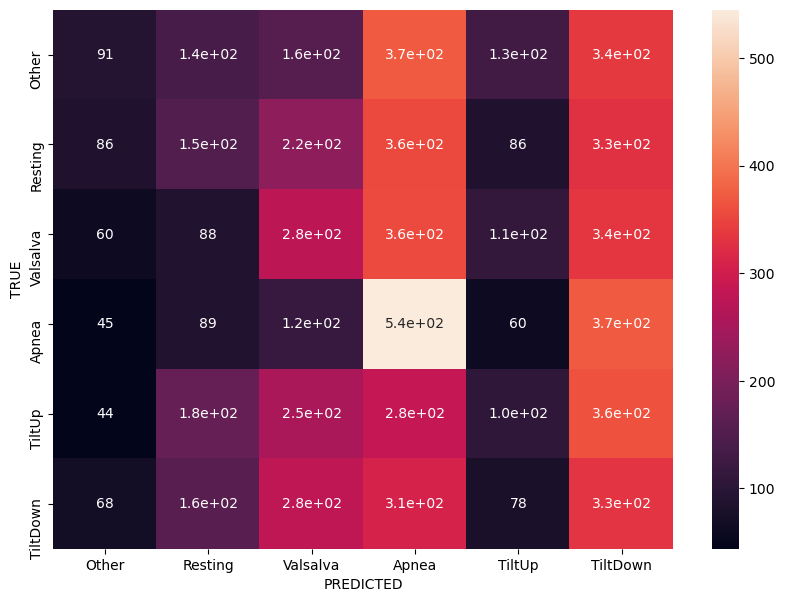 Other 91 1.4e+02 1.6e+02 3.7e+02 1.3e+02 3.4e+02
Resting 86 1.5e+02 2.2e+02 3.6e+02 86 3.3e+02
Valsalva 60 88 2.8e+02 3.6e+02 1.1e+02 3.4e+02
Apnea 45 89 1.2e+02 5.4e+02 60 3.7e+02
TiltUp 44 1.8e+02 2.5e+02 2.8e+02 1.0e+02 3.6e+02
TiltDown 68 1.6e+02 2.8e+02 3.1e+02 78 3.3e+02
Other Resting Valsalva Apnea TiltUp TiltDown
PREDICTED
TRUE
500
400
300
200
100